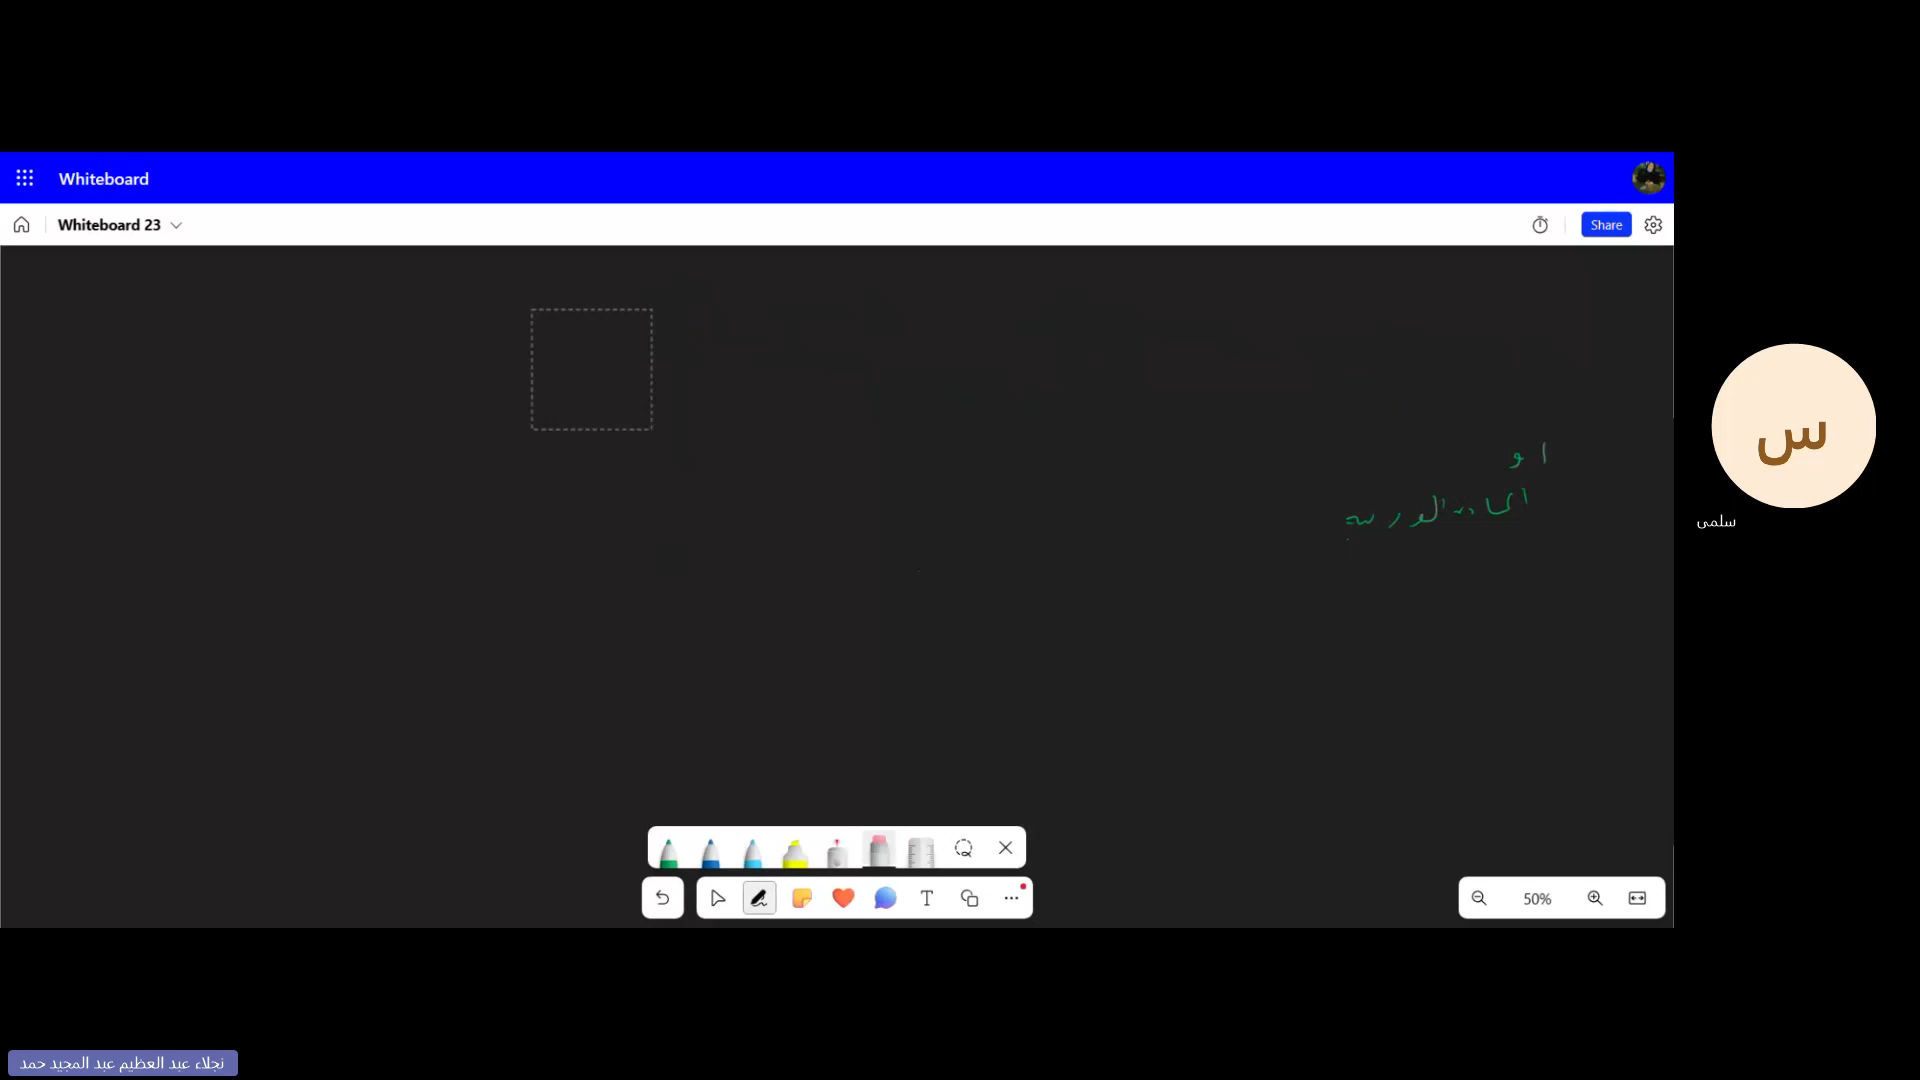 Whiteboard
Whiteboard 23
Share
او
س
سلمى
50%
نجلاء عبد العظيم عبد المجيد حمد